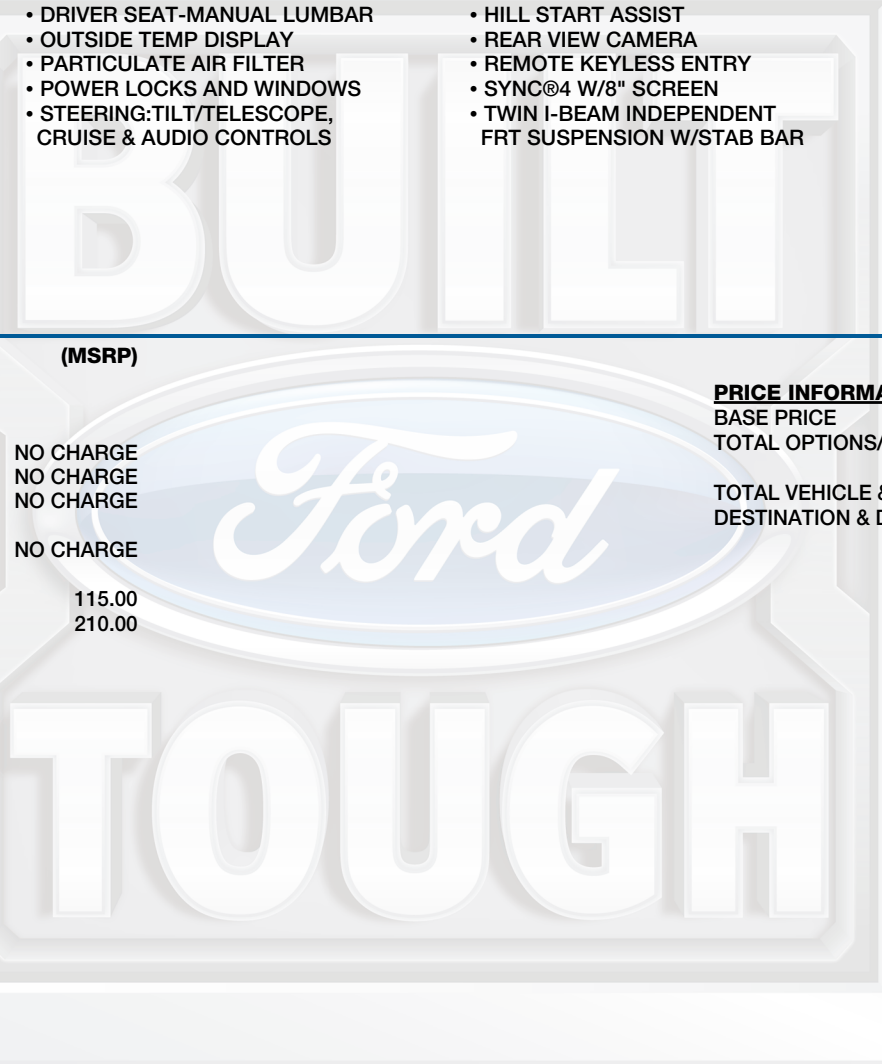 • DRIVER SEAT-MANUAL LUMBAR
• OUTSIDE TEMP DISPLAY
• PARTICULATE AIR FILTER
• POWER LOCKS AND WINDOWS
• STEERING:TILT/TELESCOPE,
CRUISE & AUDIO CONTROLS
• HILL START ASSIST
• REAR VIEW CAMERA
• REMOTE KEYLESS ENTRY
• SYNC®4 W/8" SCREEN
• TWIN I-BEAM INDEPENDENT
FRT SUSPENSION W/STAB BAR
BUILT
(MSRP)
NO CHARGE
NO CHARGE
NO CHARGE
NO CHARGE
115.00
210.00
Ford
PRICE INFORMA
BASE PRICE
TOTAL OPTIONS/
TOTAL VEHICLE &
DESTINATION & D
TOUGH